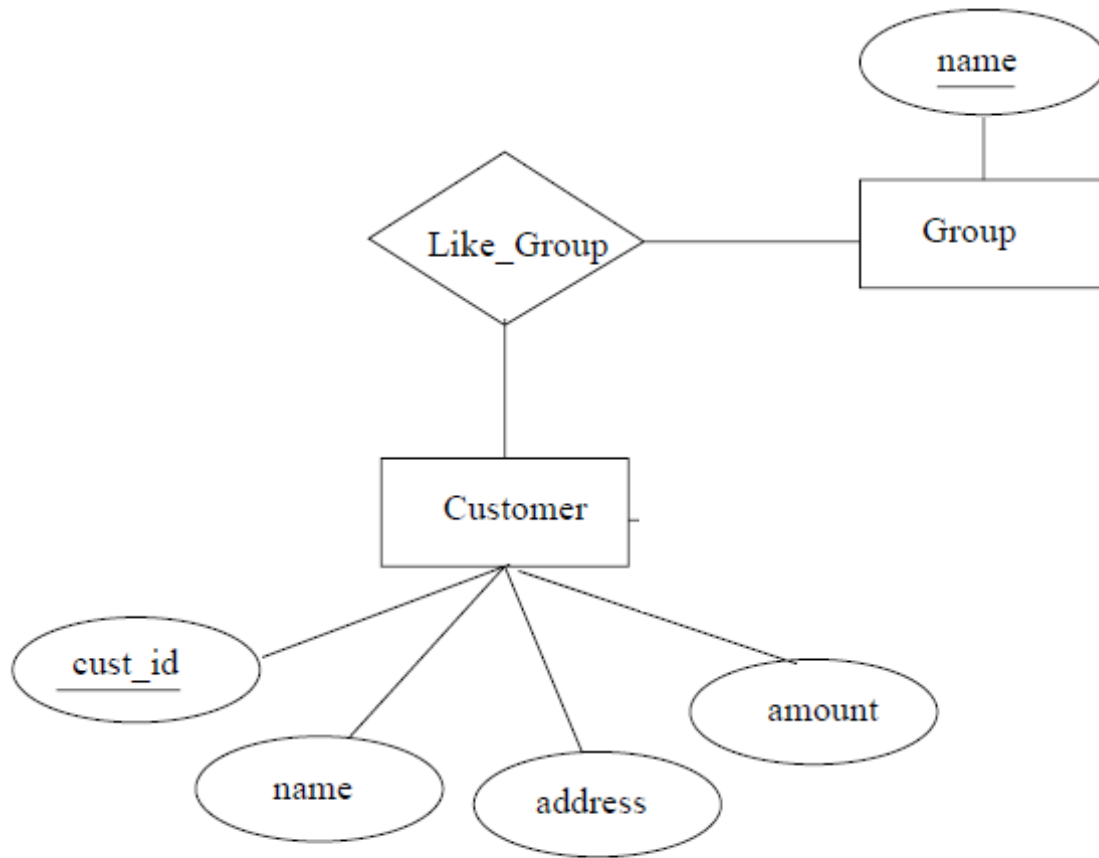 name
Group
Like_Group
Customer
cust_id
name
address
amount